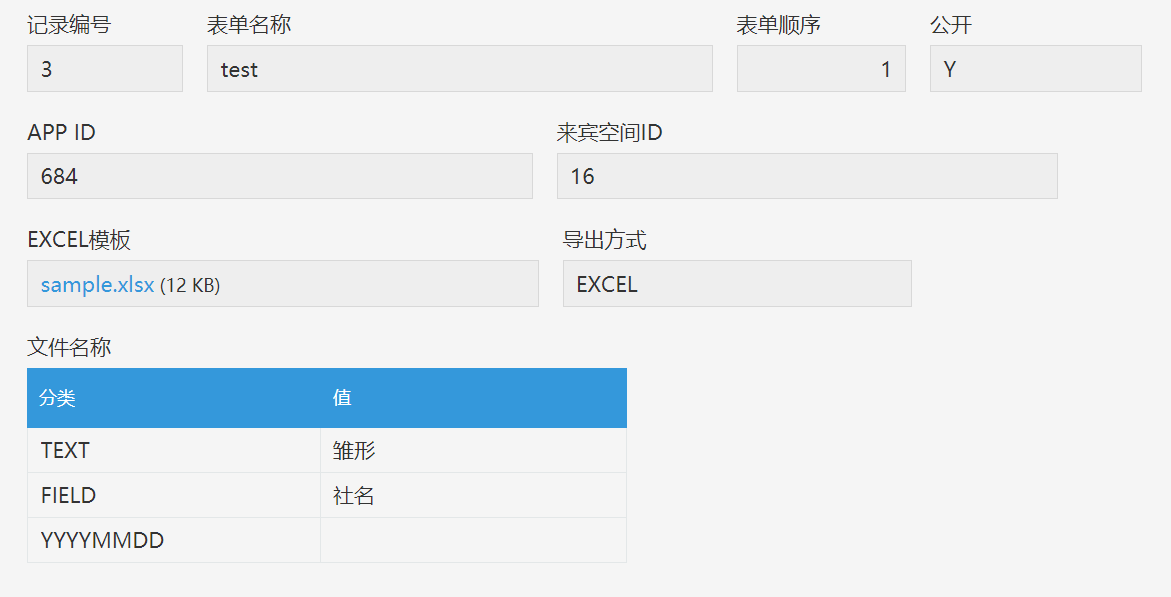 记录编号 表单名称 表单顺序 公开
3 test 1 Y
APP ID 来宾空间ID
684 16
EXCEL模板 导出方式
sample.xlsx (12 KB) EXCEL
文件名称
分类 值
TEXT 雏形
FIELD 社名
YYYYMMDD